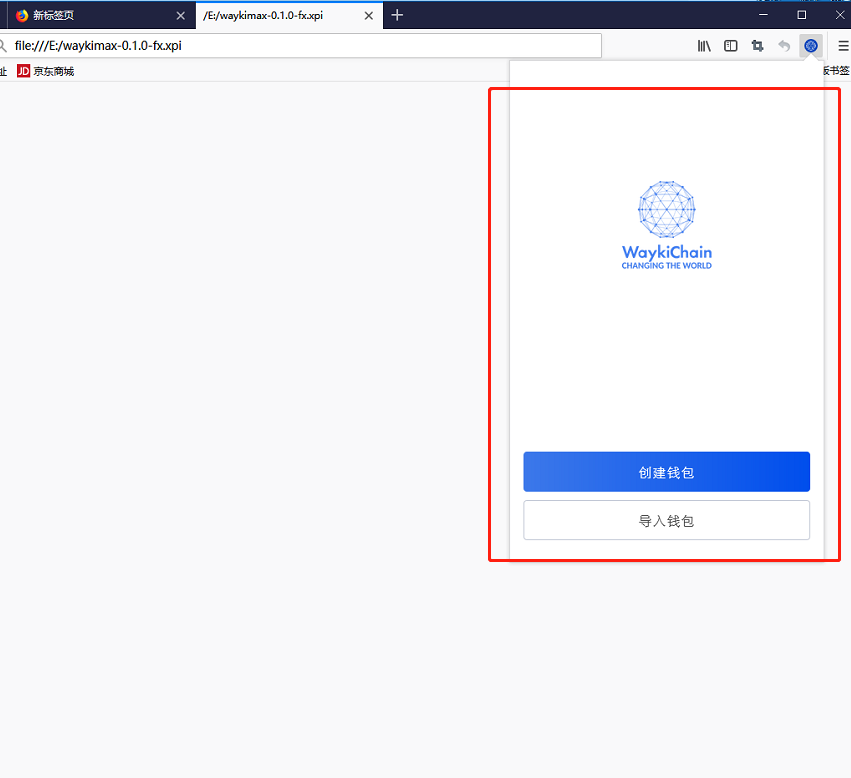 新标签页
/E:/waykimax-0.1.0-fx.xpi
file:///E:/waykimax-0.1.0-fx.xpi
址
JD 京东商城
版书签
WaykiChain
CHANGING THE WORLD
创建钱包
导入钱包